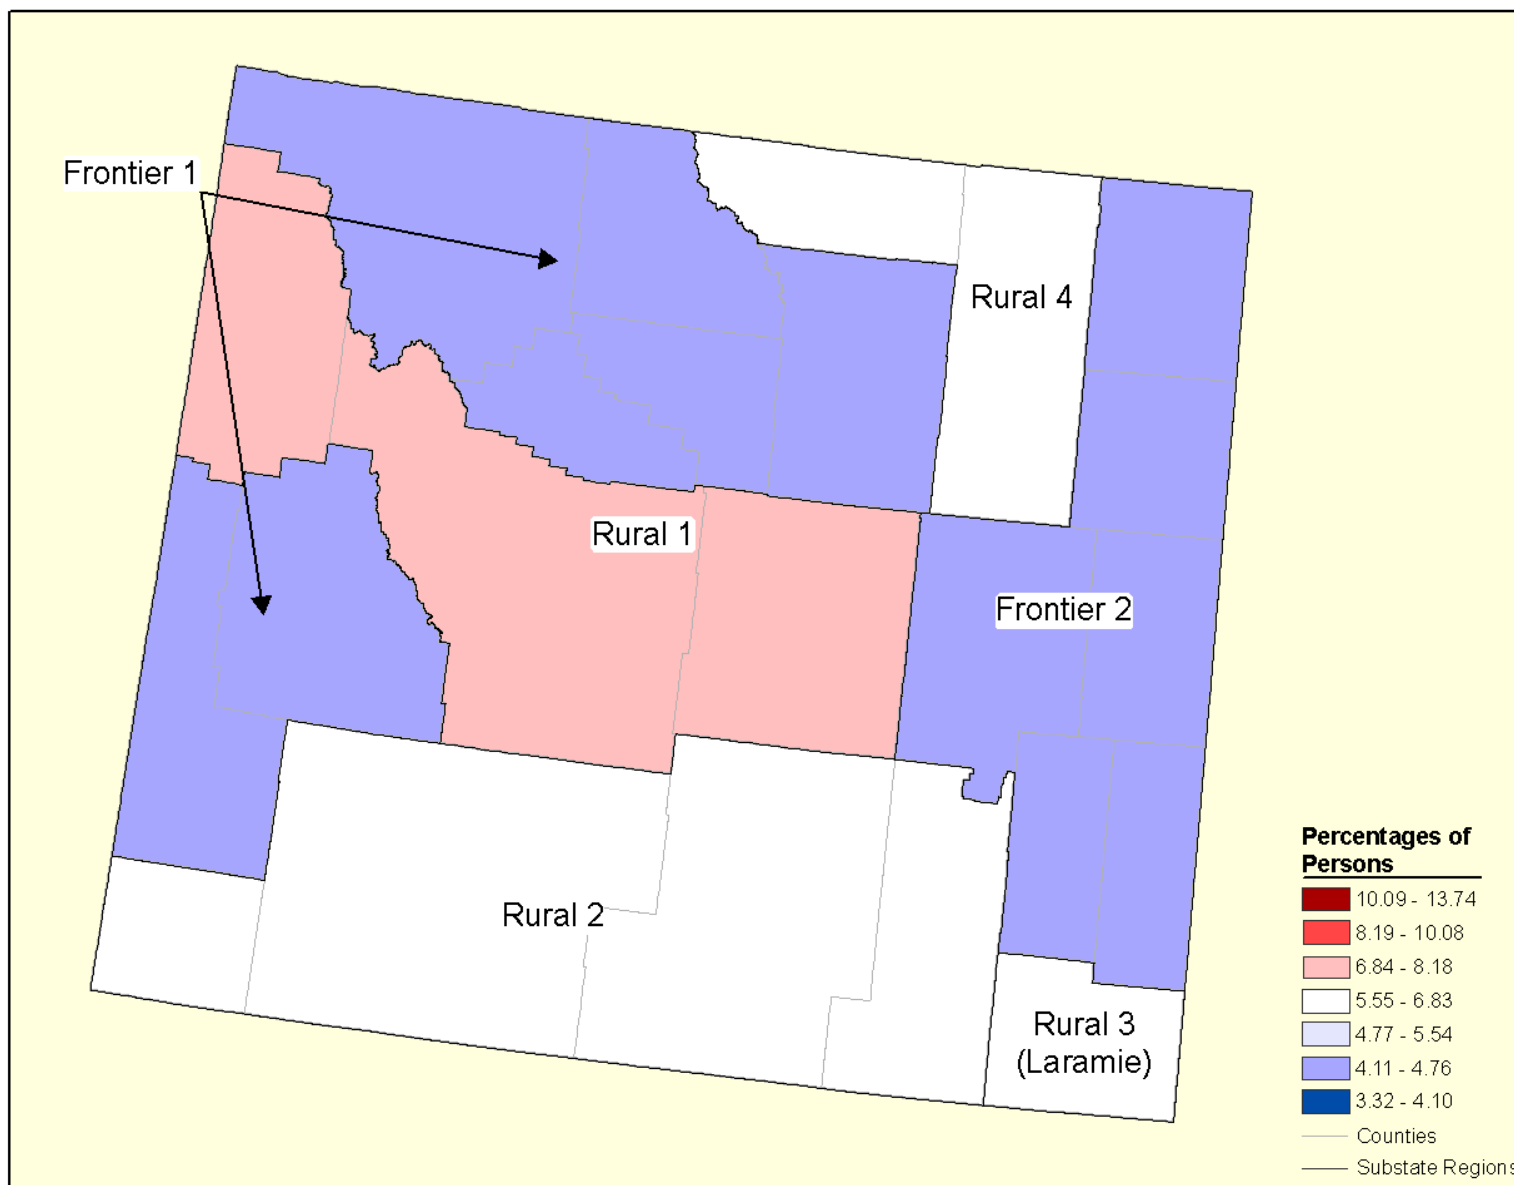 Frontier 1
Rural 4
Rural 1
Frontier 2
Rural 2
Rural 3
(Laramie)
Percentages of
Persons
10.09 - 13.74
8.19 - 10.08
6.84 - 8.18
5.55 - 6.83
4.77 - 5.54
4.11 - 4.76
3.32 - 4.10
Counties
Substate Regions